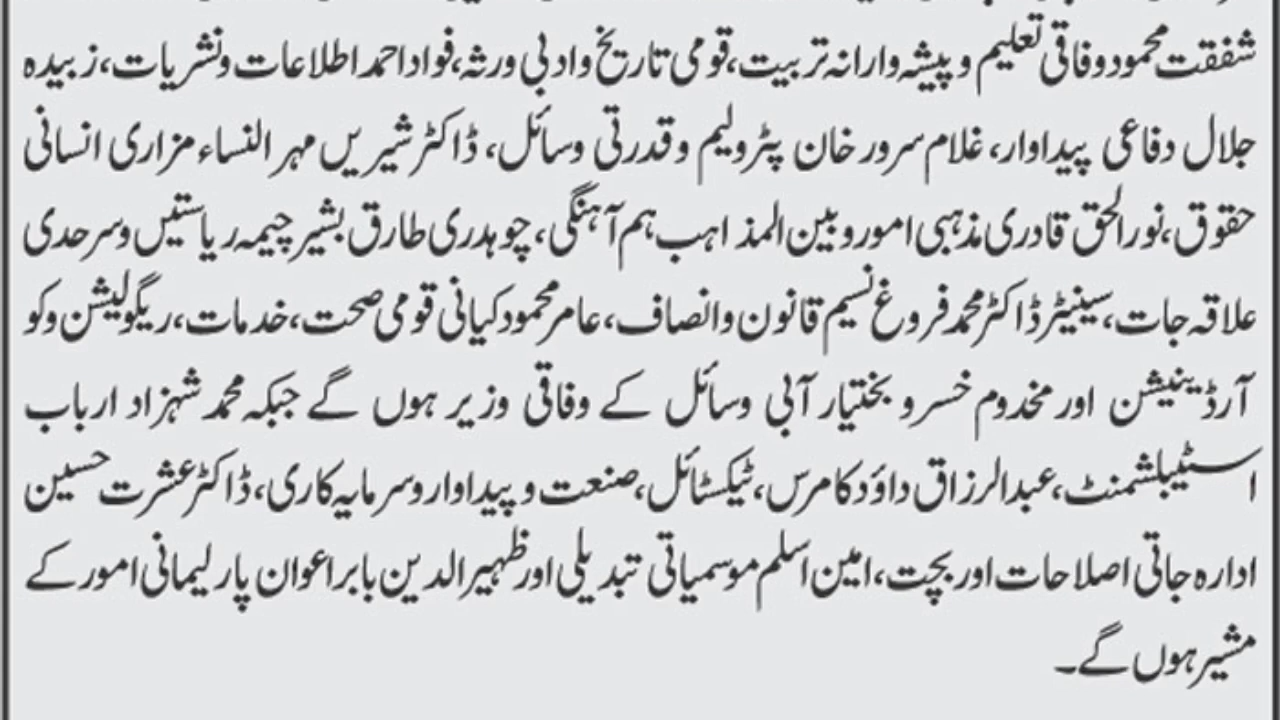 شفقت محمود وفاقی تعلیم و پیشہ وارانہ تربیت، قومی تاریخ و ادبی ورثہ، فواد احمد اطلاعات و نشریات، زبیدہ
جلال دفاعی پیداوار، غلام سرور خان پٹرولیم و قدرتی وسائل، ڈاکٹر شیریں مہر النساء مزاری انسانی
حقوق، نورالحق قادری مذہبی امور و بین المذاہب ہم آہنگی، چوہدری طارق بشیر چیمہ ریاستیں و سرحدی
علاقہ جات، سینیٹر ڈاکٹر محمد فروغ نسیم قانون و انصاف، عامر محمود کیانی قومی صحت، خدمات، ریگولیشن و کو
آرڈینیشن اور مخدوم خسرو بختیار آبی وسائل کے وفاقی وزیر ہوں گے جبکہ محمد شہزاد ارباب
اسٹیبلشمنٹ، عبدالرزاق داؤد کامرس، ٹیکسٹائل، صنعت و پیداوار و سرمایہ کاری، ڈاکٹر عشرت حسین
ادارہ جاتی اصلاحات اور بچت، امین اسلم موسمیاتی تبدیلی اور ظہیر الدین بابر اعوان پارلیمانی امور کے
مشیر ہوں گے۔